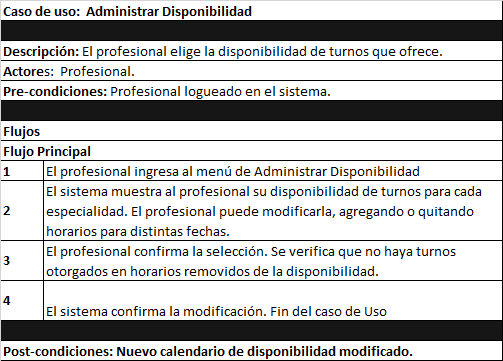 Caso de uso:  Administrar Disponibilidad
Descripción: El profesional elige la disponibilidad de turnos que ofrece.
Actores:  Profesional.
Pre-condiciones: Profesional logueado en el sistema.
Flujos
Flujo Principal
1 El profesional ingresa al menú de Administrar Disponibilidad
El sistema muestra al profesional su disponibilidad de turnos para cada
2 especialidad. El profesional puede modificarla, agregando o quitando
horarios para distintas fechas.
3 El profesional confirma la selección. Se verifica que no haya turnos
otorgados en horarios removidos de la disponibilidad.
4 El sistema confirma la modificación. Fin del caso de Uso
Post-condiciones: Nuevo calendario de disponibilidad modificado.